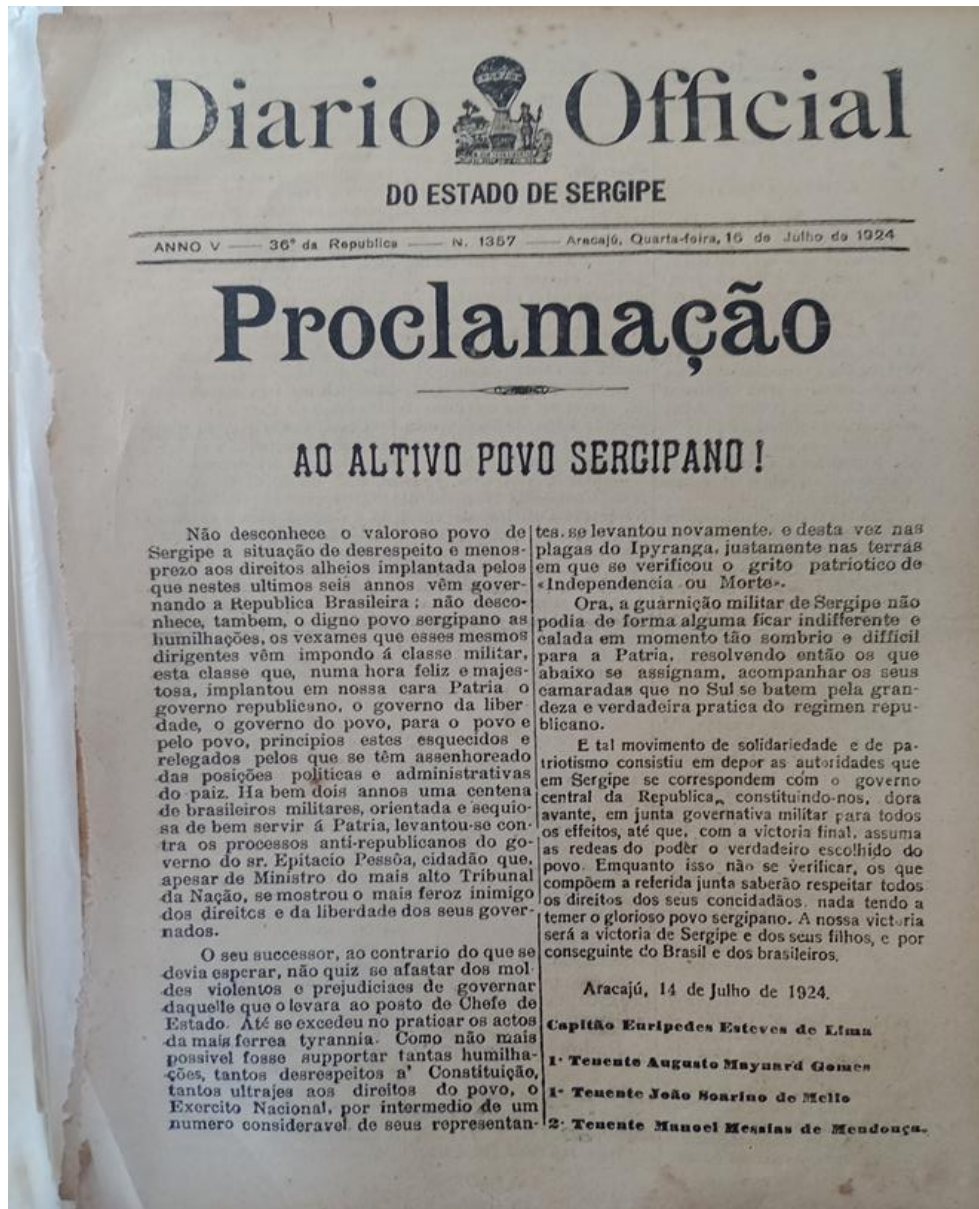 Diario Official
DO ESTADO DE SERGIPE
ANNO V — 36º da Republica — N. 1357 — Aracajú, Quarta-feira, 16 de Julho de 1924
Proclamação
AO ALTIVO POVO SERGIPANO !
Não desconhece o valoroso povo de
Sergipe a situação de desrespeito e menos-
prezo aos direitos alheios implantada pelos
que nestes ultimos seis annos vêm gover-
nando a Republica Brasileira ; não desco-
nhece, tambem, o digno povo sergipano as
humilhações, os vexames que esses mesmos
dirigentes vêm impondo á classe militar,
esta classe que, numa hora feliz e majes-
tosa, implantou em nossa cara Patria o
governo republicano, o governo da liber
dade, o governo do povo, para o povo e
pelo povo, principios estes esquecidos e
relegados pelos que se têm assenhoreado
das posições politicas e administrativas
do paiz. Ha bem dois annos uma centena
de brasileiros militares, orientada e sequio-
sa de bem servir á Patria, levantou-se con-
tra os processos anti-republicanos do go-
verno do sr. Epitacio Pessôa, cidadão que,
apesar de Ministro do mais alto Tribunal
da Nação, se mostrou o mais feroz inimigo
dos direitos e da liberdade dos seus gover-
nados.
O seu successor, ao contrario do que se
devia esperar, não quiz se afastar dos mol-
des violentos e prejudiciaes de governar
daquelle que o levara ao posto de Chefe de
Estado. Até se excedeu no praticar os actos
da mais ferrea tyrannia. Como não mais
possivel fosse supportar tantas humilha-
ções, tantos desrespeitos a' Constituição,
tantos ultrajes aos direitos do povo, o
Exercito Nacional, por intermedio de um
numero consideravel de seus representan-
tes, se levantou novamente, e desta vez nas
plagas do Ipyranga, justamente nas terras
em que se verificou o grito patriotico de
«Independencia ou Morte».
Ora, a guarnição militar de Sergipe não
podia de forma alguma ficar indifferente e
calada em momento tão sombrio e difficil
para a Patria, resolvendo então os que
abaixo se assignam, acompanhar os seus
camaradas que no Sul se batem pela gran-
deza e verdadeira pratica do regimen repu-
blicano.
E tal movimento de solidariedade e de pa-
triotismo consistiu em depor as autoridades que
em Sergipe se correspondem com o governo
central da Republica, constituindo-nos, dora
avante, em junta governativa militar para todos
os effeitos, até que, com a victoria final, assuma
as redeas do podêr o verdadeiro escolhido do
povo. Emquanto isso não se verificar, os que
compõem a referida junta saberão respeitar todos
os direitos dos seus concidadãos, nada tendo a
temer o glorioso povo sergipano. A nossa victoria
será a victoria de Sergipe e dos seus filhos, e por
conseguinte do Brasil e dos brasileiros.
Aracajú, 14 de Julho de 1924.
Capitão Euripedes Esteves de Lima
1º Tenente Augusto Maynard Gomes
1º Tenente João Soarino de Mello
2º Tenente Manoel Messias de Mendonça.